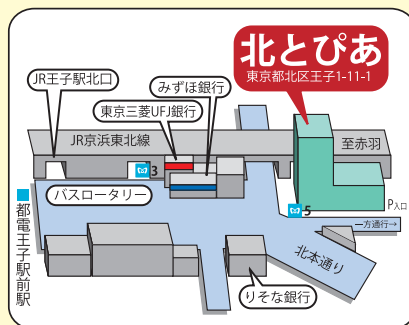 北とぴあ
東京都北区王子1-11-1
みずほ銀行
JR王子駅北口
東京三菱UFJ銀行
JR京浜東北線
至赤羽
3
バスロータリー
5
P入口
一方通行→
都電王子駅前駅
北本通り
りそな銀行